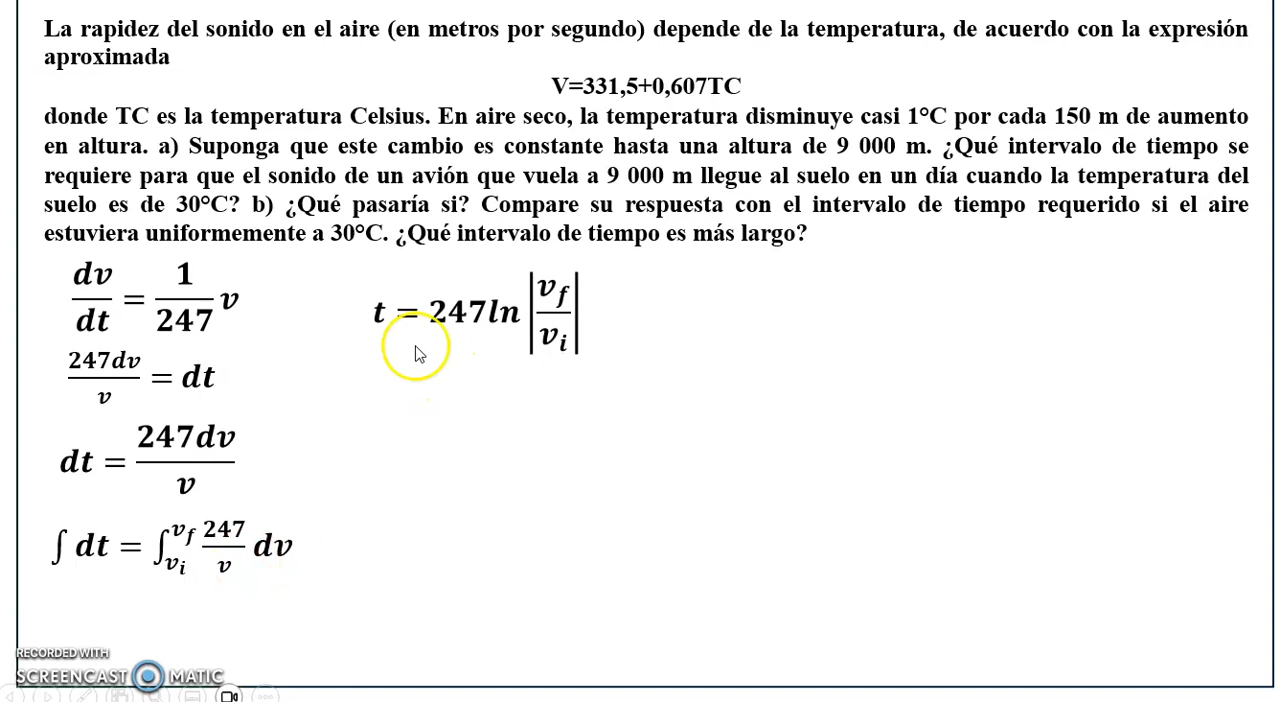 La rapidez del sonido en el aire (en metros por segundo) depende de la temperatura, de acuerdo con la expresión
aproximada
V=331,5+0,607TC
donde TC es la temperatura Celsius. En aire seco, la temperatura disminuye casi 1°C por cada 150 m de aumento
en altura. a) Suponga que este cambio es constante hasta una altura de 9 000 m. ¿Qué intervalo de tiempo se
requiere para que el sonido de un avión que vuela a 9 000 m llegue al suelo en un día cuando la temperatura del
suelo es de 30°C? b) ¿Qué pasaría si? Compare su respuesta con el intervalo de tiempo requerido si el aire
estuviera uniformemente a 30°C. ¿Qué intervalo de tiempo es más largo?
dv/dt = 1/247 v
247dv/v = dt
dt = 247dv/v
∫ dt = ∫_{v_i}^{v_f} 247/v dv
t = 247ln |v_f/v_i|
RECORDED WITH
SCREENCAST MATIC